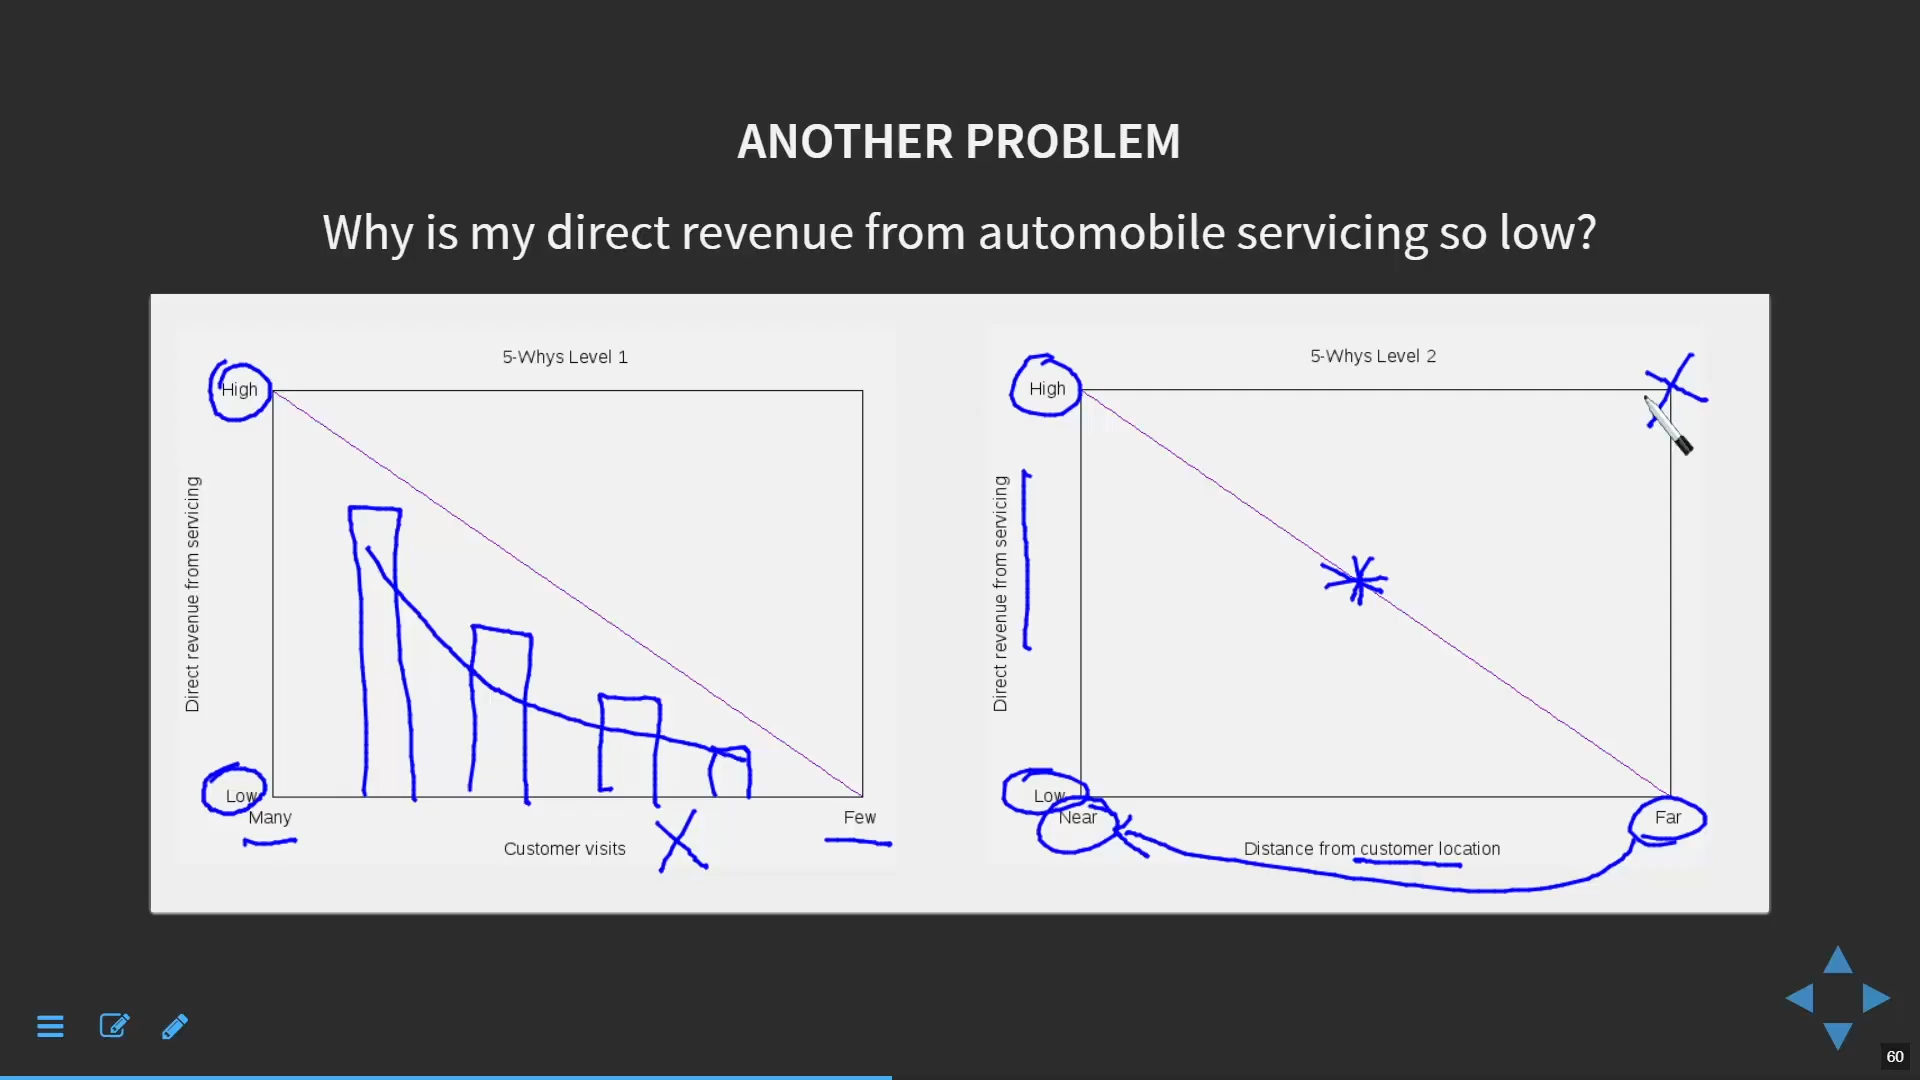 ANOTHER PROBLEM
Why is my direct revenue from automobile servicing so low?
5-Whys Level 1
High
Direct revenue from servicing
Low
Many
Few
Customer visits
5-Whys Level 2
High
Direct revenue from servicing
Low
Near
Far
Distance from customer location
60